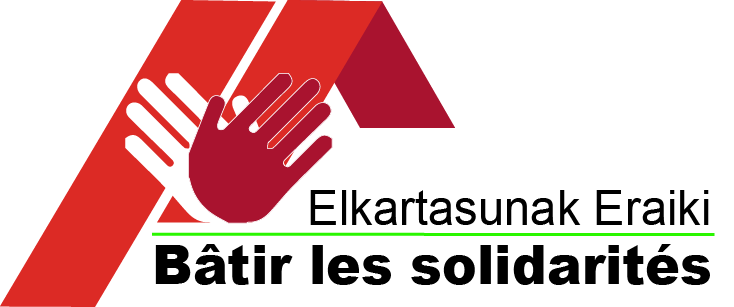 Elkartasunak Eraiki
Bâtir les solidarités